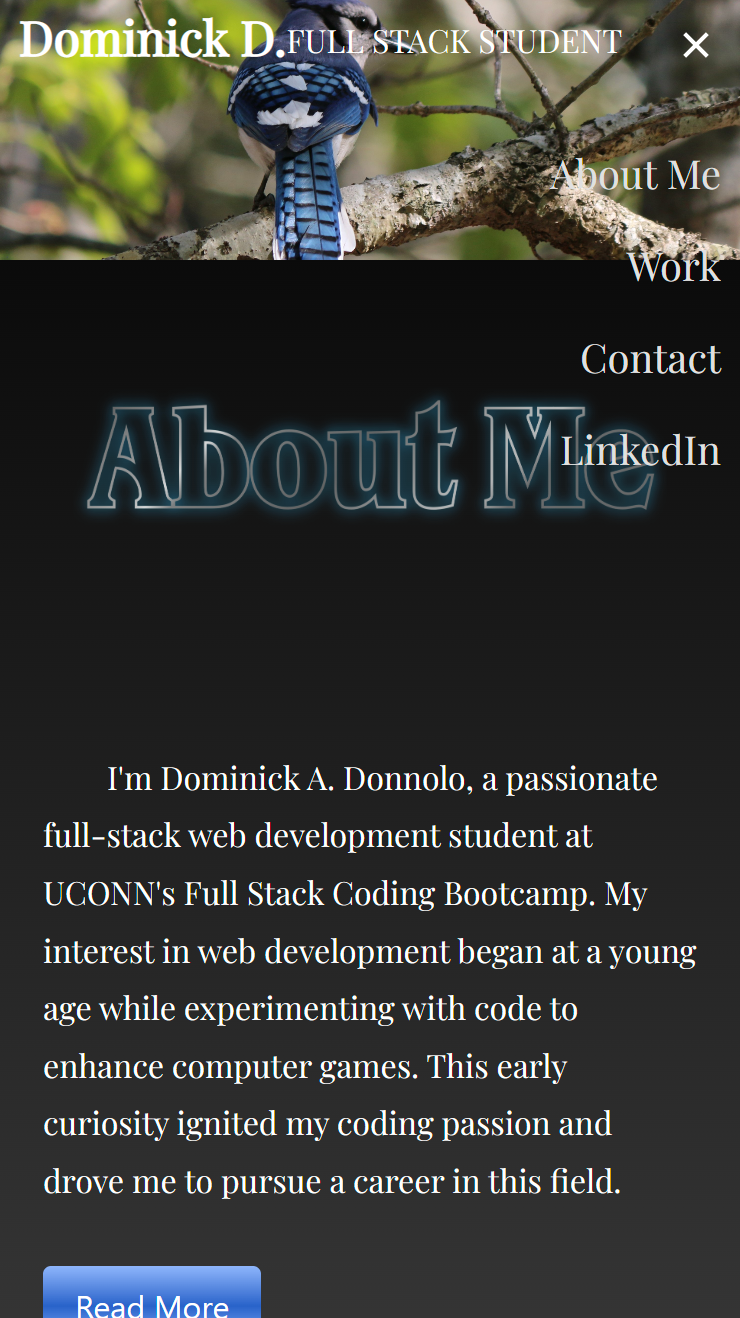 Dominick D. FULL STACK STUDENT ×
About Me
Work
Contact
About Me
LinkedIn
I'm Dominick A. Donnolo, a passionate
full-stack web development student at
UCONN's Full Stack Coding Bootcamp. My
interest in web development began at a young
age while experimenting with code to
enhance computer games. This early
curiosity ignited my coding passion and
drove me to pursue a career in this field.
Read More